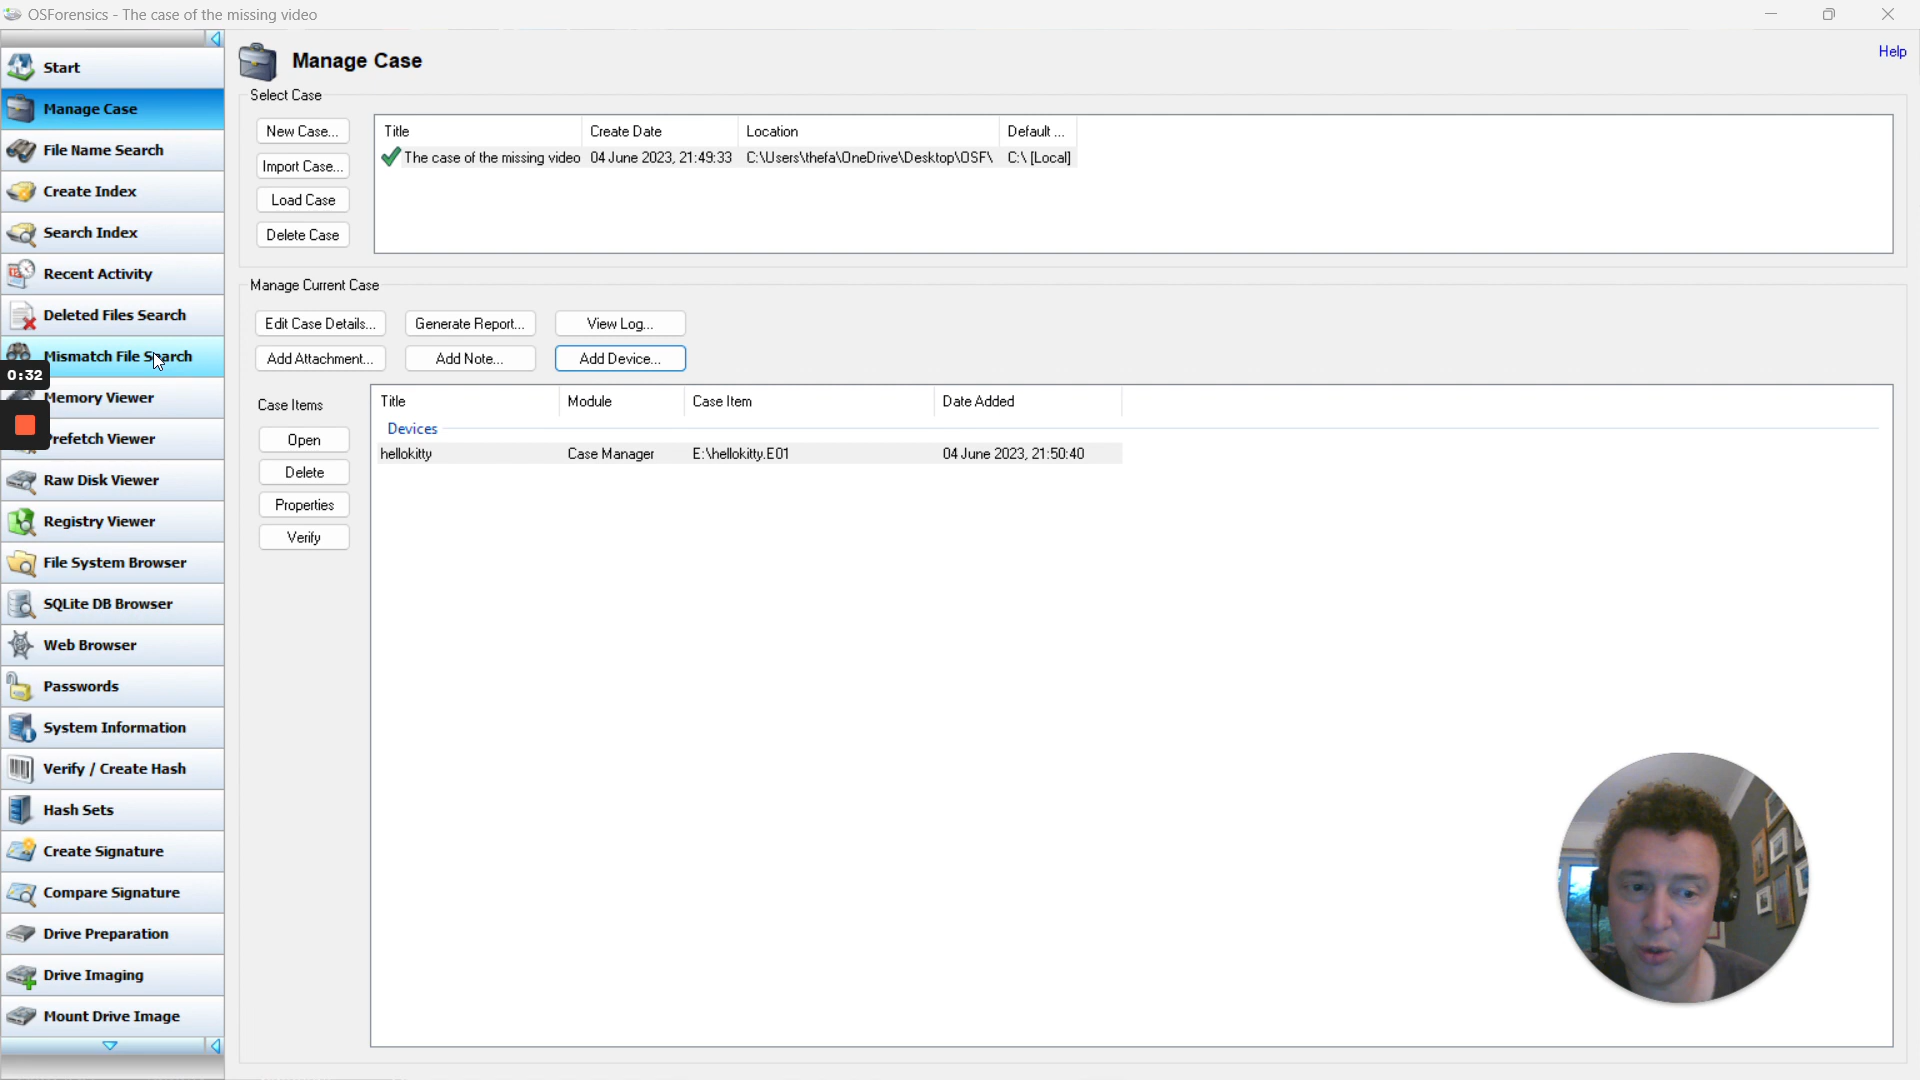 OSForensics - The case of the missing video
Start
Manage Case
File Name Search
Create Index
Search Index
Recent Activity
Deleted Files Search
Mismatch File Search
0:32
Memory Viewer
Prefetch Viewer
Raw Disk Viewer
Registry Viewer
File System Browser
SQLite DB Browser
Web Browser
Passwords
System Information
Verify / Create Hash
Hash Sets
Create Signature
Compare Signature
Drive Preparation
Drive Imaging
Mount Drive Image
Manage Case
Help
Select Case
New Case...
Import Case...
Load Case
Delete Case
Title Create Date Location Default ...
The case of the missing video 04 June 2023, 21:49:33 C:\Users\thefa\OneDrive\Desktop\OSF\ C:\ [Local]
Manage Current Case
Edit Case Details... Generate Report... View Log...
Add Attachment... Add Note... Add Device...
Case Items
Open
Delete
Properties
Verify
Title Module Case Item Date Added
Devices
hellokitty Case Manager E:\hellokitty.E01 04 June 2023, 21:50:40